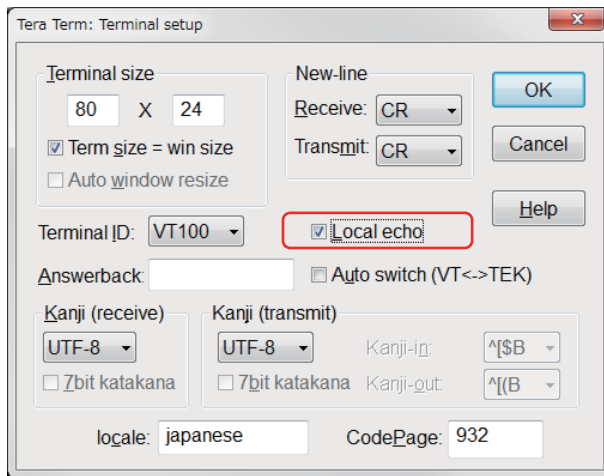 Tera Term: Terminal setup
Terminal size
80 X 24
Term size = win size
Auto window resize
New-line
Receive: CR
Transmit: CR
OK
Cancel
Help
Terminal ID: VT100
Local echo
Answerback:
Auto switch (VT<->TEK)
Kanji (receive)
UTF-8
7bit katakana
Kanji (transmit)
UTF-8
7bit katakana
Kanji-in: ^[$B
Kanji-out: ^[(B
locale: japanese
CodePage: 932